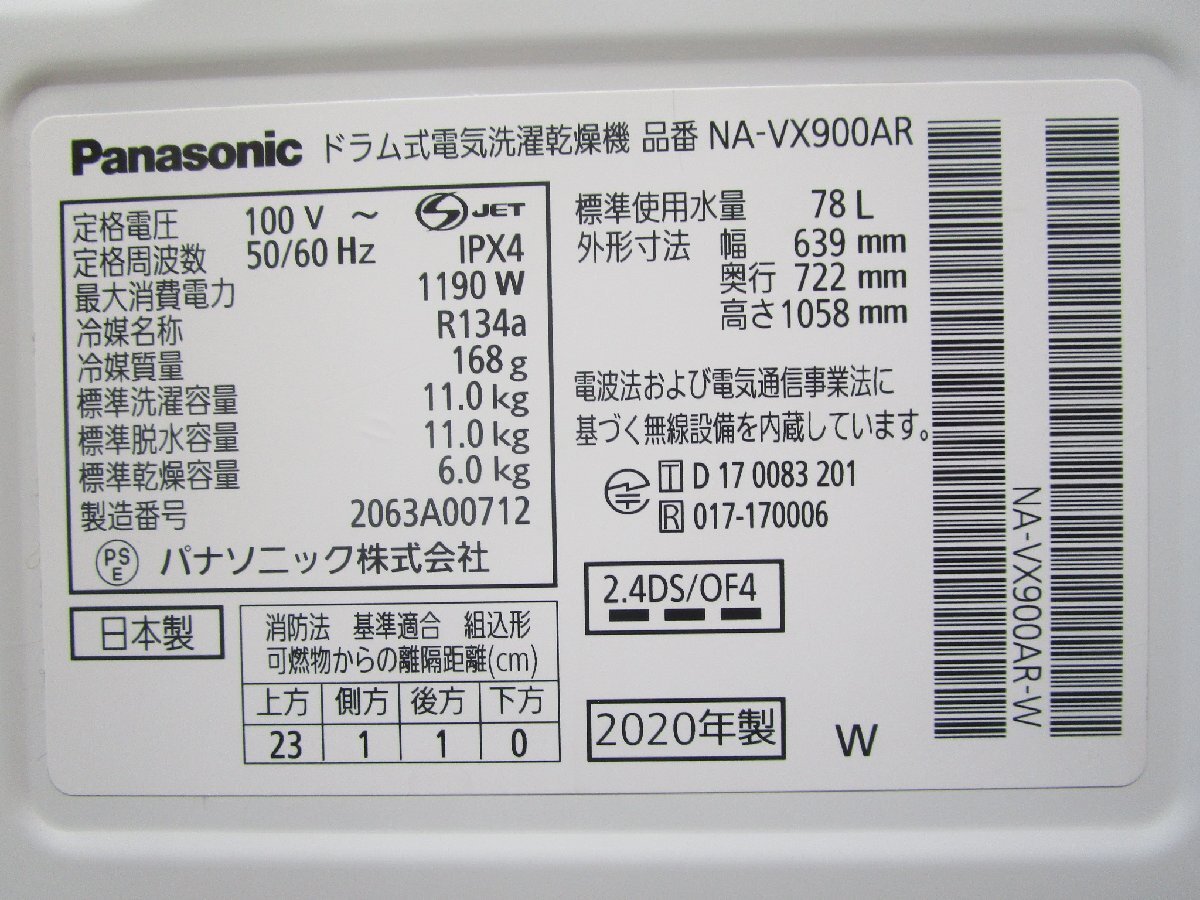 Panasonic ドラム式電気洗濯乾燥機 品番 NA-VX900AR
定格電圧 100 V ~ JET
定格周波数 50/60 Hz IPX4
最大消費電力 1190 W
冷媒名称 R134a
冷媒質量 168 g
標準洗濯容量 11.0 kg
標準脱水容量 11.0 kg
標準乾燥容量 6.0 kg
製造番号 2063A00712
PS E パナソニック株式会社
日本製
消防法 基準適合 組込形
可燃物からの離隔距離(cm)
上方 側方 後方 下方
23 1 1 0
標準使用水量 78 L
外形寸法 幅 639 mm
奥行 722 mm
高さ 1058 mm
電波法および電気通信事業法に
基づく無線設備を内蔵しています。
T D 17 0083 201
R 017-170006
2.4DS/OF4
2020年製
W
NA-VX900AR-W